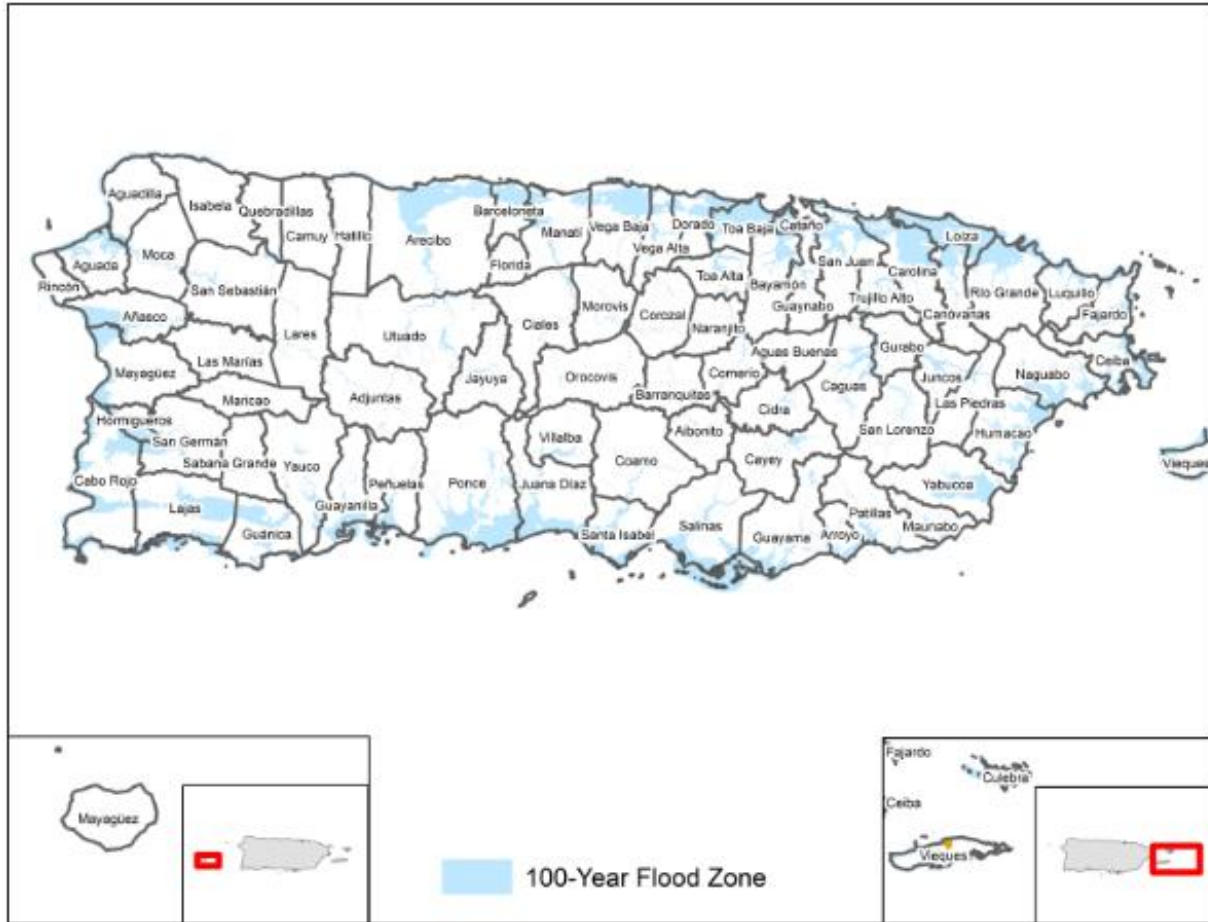 Aguadilla
Isabela
Quebradillas
Camuy
Hatillo
Arecibo
Barceloneta
Manatí
Vega Baja
Vega Alta
Dorado
Toa Baja
Cataño
San Juan
Carolina
Loíza
Moca
Aguada
Rincón
San Sebastián
Florida
Toa Alta
Bayamón
Guaynabo
Trujillo Alto
Canóvanas
Río Grande
Luquillo
Fajardo
Añasco
Lares
Utuado
Ciales
Morovis
Corozal
Naranjito
Aguas Buenas
Gurabo
Ceiba
Mayagüez
Las Marías
Maricao
Adjuntas
Jayuya
Orocovis
Barranquitas
Comerío
Cidra
Caguas
Juncos
Las Piedras
Naguabo
Hormigueros
San Germán
Sabana Grande
Yauco
Villalba
Aibonito
Coamo
Cayey
San Lorenzo
Humacao
Vieques
Cabo Rojo
Lajas
Guánica
Guayanilla
Peñuelas
Ponce
Juana Díaz
Santa Isabel
Salinas
Guayama
Arroyo
Patillas
Maunabo
Yabucoa
Mayagüez
100-Year Flood Zone
Fajardo
Culebra
Ceiba
Vieques